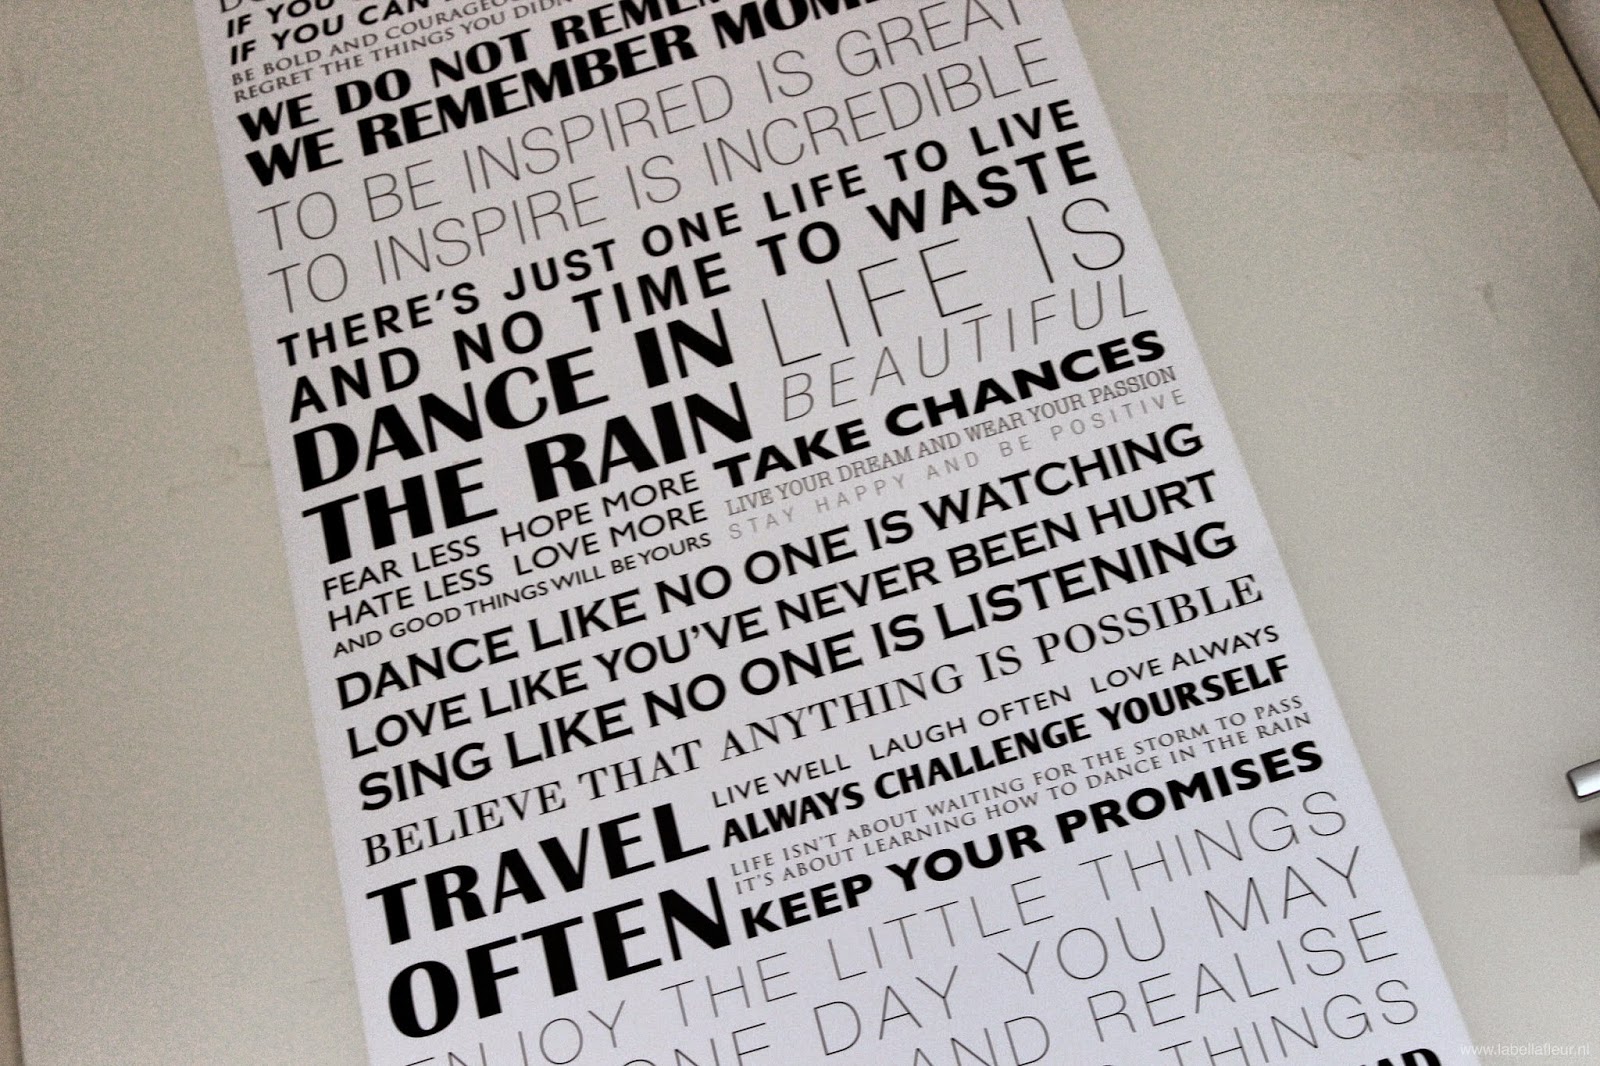 IF YOU
IF YOU CAN
BE BOLD AND COURAGEOUS
REGRET THE THINGS YOU DIDN
WE DO NOT REMEM
WE REMEMBER MOM
TO BE INSPIRED IS GREAT
TO INSPIRE IS INCREDIBLE
THERE'S JUST ONE LIFE TO LIVE
AND NO TIME TO WASTE
DANCE IN
THE RAIN
LIFE IS
BEAUTIFUL
TAKE CHANCES
FEAR LESS HOPE MORE
HATE LESS LOVE MORE
AND GOOD THINGS WILL BE YOURS
LIVE YOUR DREAM AND WEAR YOUR PASSION
STAY HAPPY AND BE POSITIVE
DANCE LIKE NO ONE IS WATCHING
LOVE LIKE YOU'VE NEVER BEEN HURT
SING LIKE NO ONE IS LISTENING
BELIEVE THAT ANYTHING IS POSSIBLE
TRAVEL
OFTEN
LIVE WELL LAUGH OFTEN LOVE ALWAYS
ALWAYS CHALLENGE YOURSELF
LIFE ISN'T ABOUT WAITING FOR THE STORM TO PASS
IT'S ABOUT LEARNING HOW TO DANCE IN THE RAIN
KEEP YOUR PROMISES
ENJOY THE LITTLE THINGS
ONE DAY YOU MAY
AND REALISE
THINGS
www.labellafleur.nl